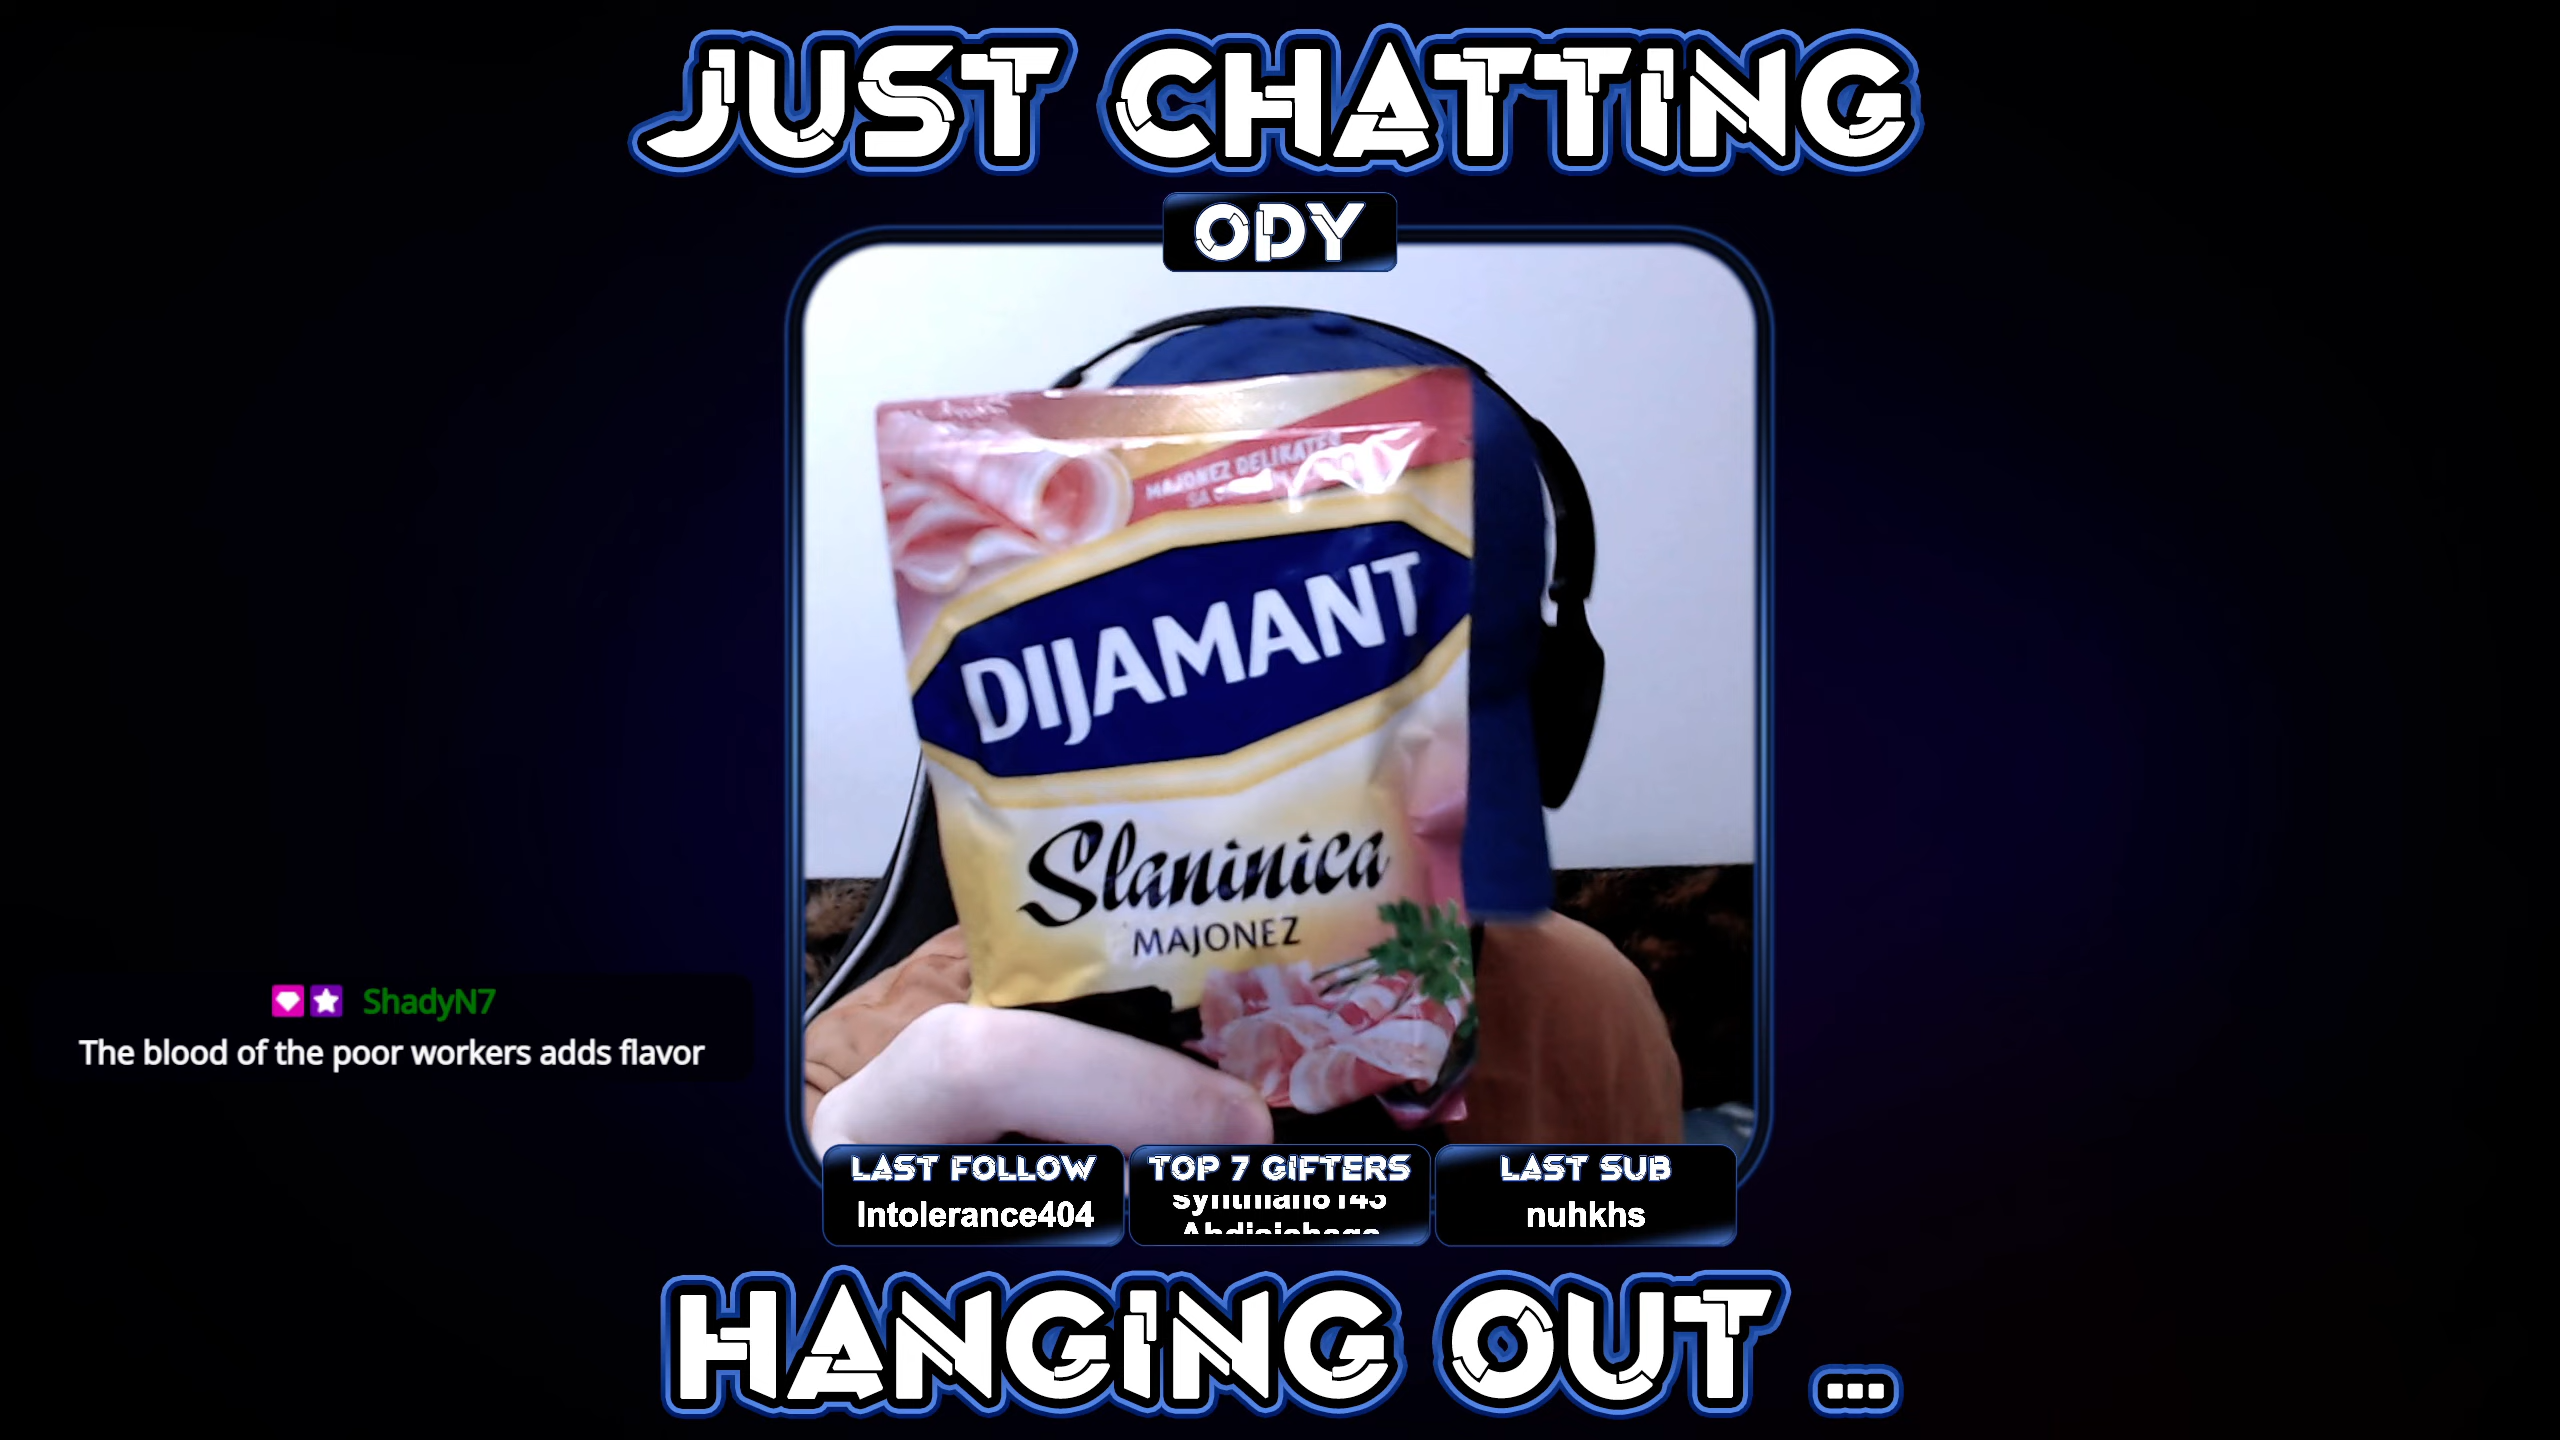 JUST CHATTING
ODY
MAJONEZ DELIKATES
SA
DIJAMANT
Slaninica
MAJONEZ
ShadyN7
The blood of the poor workers adds flavor
LAST FOLLOW
Intolerance404
TOP 7 GIFTERS
LAST SUB
nuhkhs
HANGING OUT ...